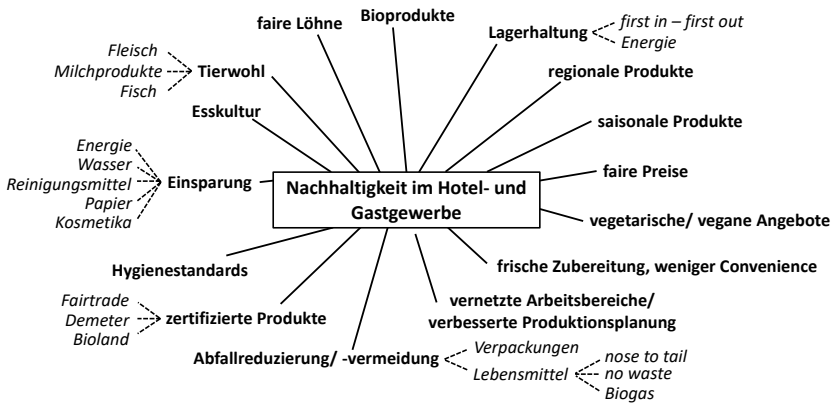 Bioprodukte
faire Löhne
Lagerhaltung
first in – first out
Energie
Fleisch
Milchprodukte
Fisch
Tierwohl
regionale Produkte
Esskultur
saisonale Produkte
Energie
Wasser
Reinigungsmittel
Papier
Kosmetika
Einsparung
Nachhaltigkeit im Hotel- und
Gastgewerbe
faire Preise
vegetarische/ vegane Angebote
Hygienestandards
frische Zubereitung, weniger Convenience
Fairtrade
Demeter
Bioland
zertifizierte Produkte
vernetzte Arbeitsbereiche/
verbesserte Produktionsplanung
Abfallreduzierung/ -vermeidung
Verpackungen
Lebensmittel
nose to tail
no waste
Biogas